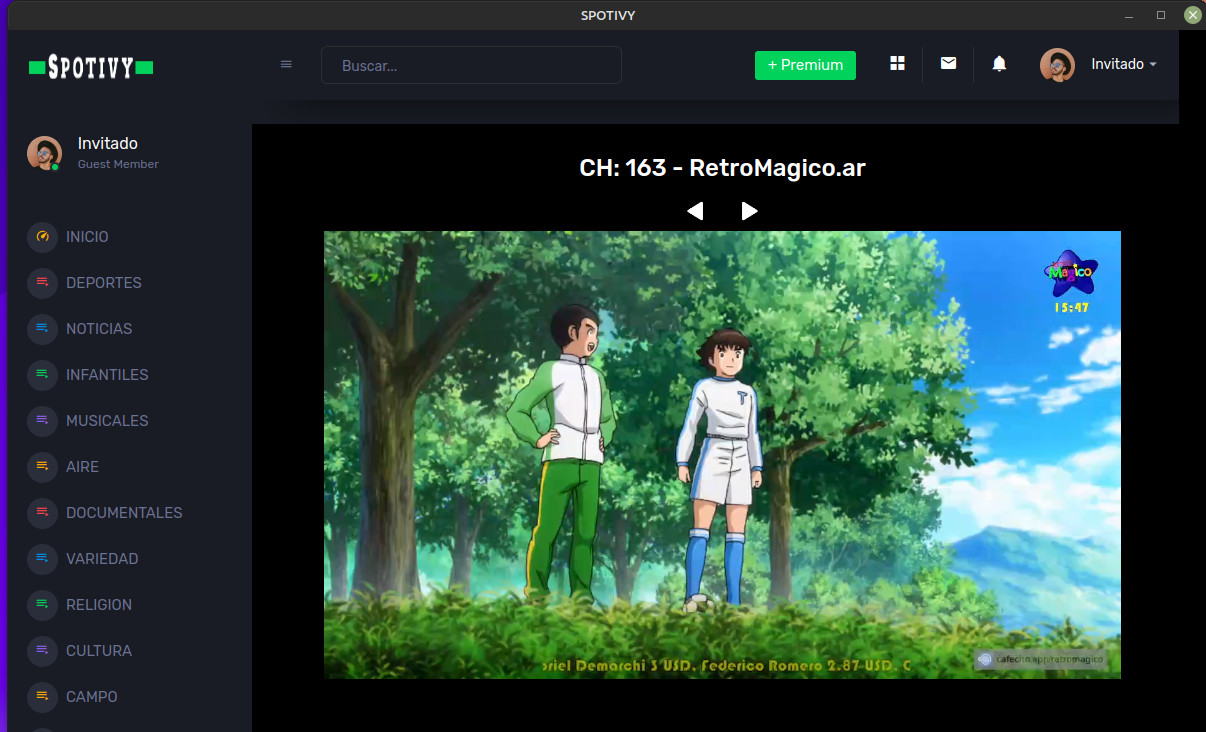 SPOTIVY
SPOTIVY
Buscar...
+ Premium
Invitado
Invitado
Guest Member
CH: 163 - RetroMagico.ar
INICIO
DEPORTES
NOTICIAS
INFANTILES
MUSICALES
AIRE
DOCUMENTALES
VARIEDAD
RELIGION
CULTURA
CAMPO
Magico
15:47
T
riel Demarchi 3 USD, Federico Romero 2.87 USD, C
cafecito.app/retromagico